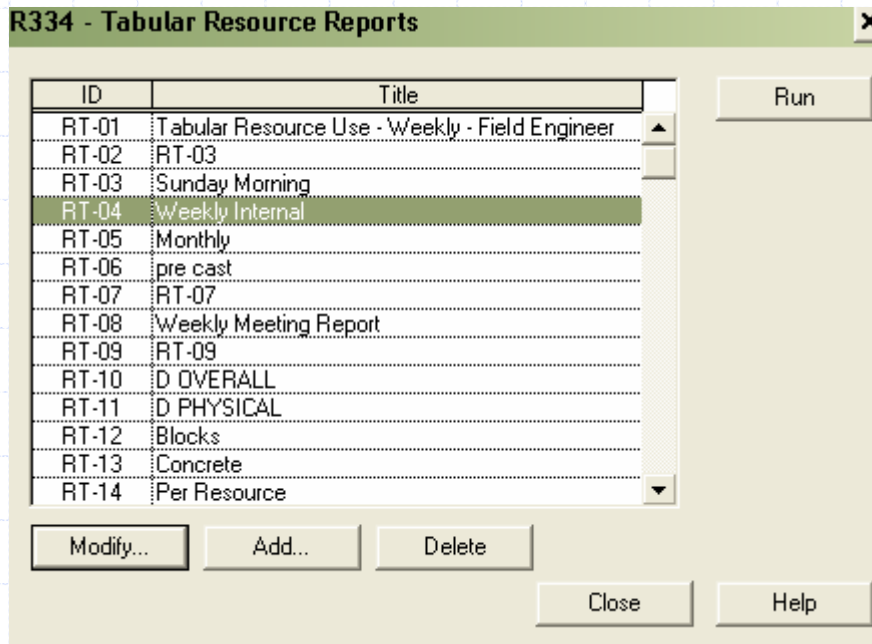 R334 - Tabular Resource Reports
ID Title
RT-01 Tabular Resource Use - Weekly - Field Engineer
RT-02 RT-03
RT-03 Sunday Morning
RT-04 Weekly Internal
RT-05 Monthly
RT-06 pre cast
RT-07 RT-07
RT-08 Weekly Meeting Report
RT-09 RT-09
RT-10 D OVERALL
RT-11 D PHYSICAL
RT-12 Blocks
RT-13 Concrete
RT-14 Per Resource
Run
Modify... Add... Delete
Close Help